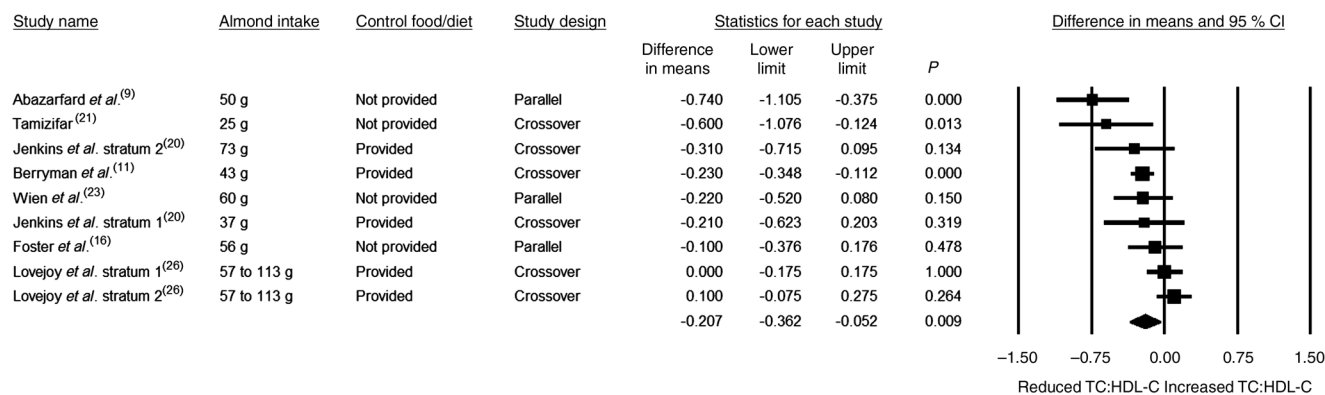 Study name Almond intake Control food/diet Study design Statistics for each study Difference in means and 95 % CI
Difference in means Lower limit Upper limit P
Abazarfard et al.(9) 50 g Not provided Parallel -0.740 -1.105 -0.375 0.000
Tamizifar(21) 25 g Not provided Crossover -0.600 -1.076 -0.124 0.013
Jenkins et al. stratum 2(20) 73 g Provided Crossover -0.310 -0.715 0.095 0.134
Berryman et al.(11) 43 g Provided Crossover -0.230 -0.348 -0.112 0.000
Wien et al.(23) 60 g Not provided Parallel -0.220 -0.520 0.080 0.150
Jenkins et al. stratum 1(20) 37 g Provided Crossover -0.210 -0.623 0.203 0.319
Foster et al.(16) 56 g Not provided Parallel -0.100 -0.376 0.176 0.478
Lovejoy et al. stratum 1(26) 57 to 113 g Provided Crossover 0.000 -0.175 0.175 1.000
Lovejoy et al. stratum 2(26) 57 to 113 g Provided Crossover 0.100 -0.075 0.275 0.264
-0.207 -0.362 -0.052 0.009
–1.50 –0.75 0.00 0.75 1.50
Reduced TC:HDL-C Increased TC:HDL-C